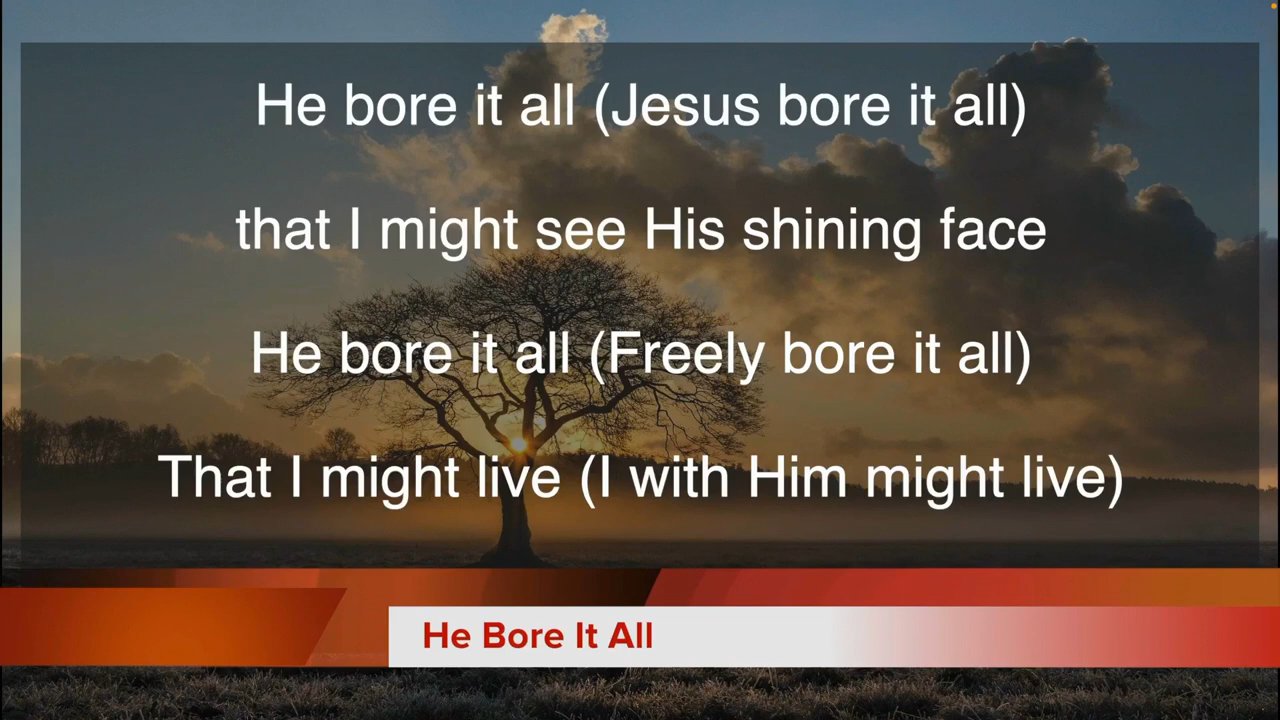 He bore it all (Jesus bore it all)
that I might see His shining face
He bore it all (Freely bore it all)
That I might live (I with Him might live)
He Bore It All